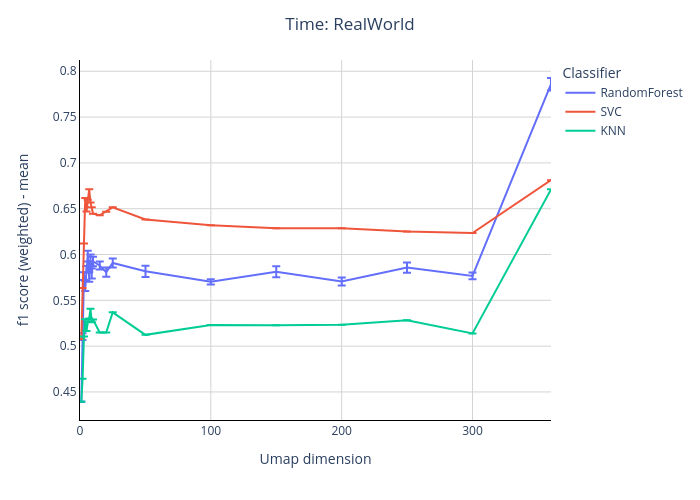 Time: RealWorld
Classifier
RandomForest
SVC
KNN
f1 score (weighted) - mean
0.8
0.75
0.7
0.65
0.6
0.55
0.5
0.45
0
100
200
300
Umap dimension